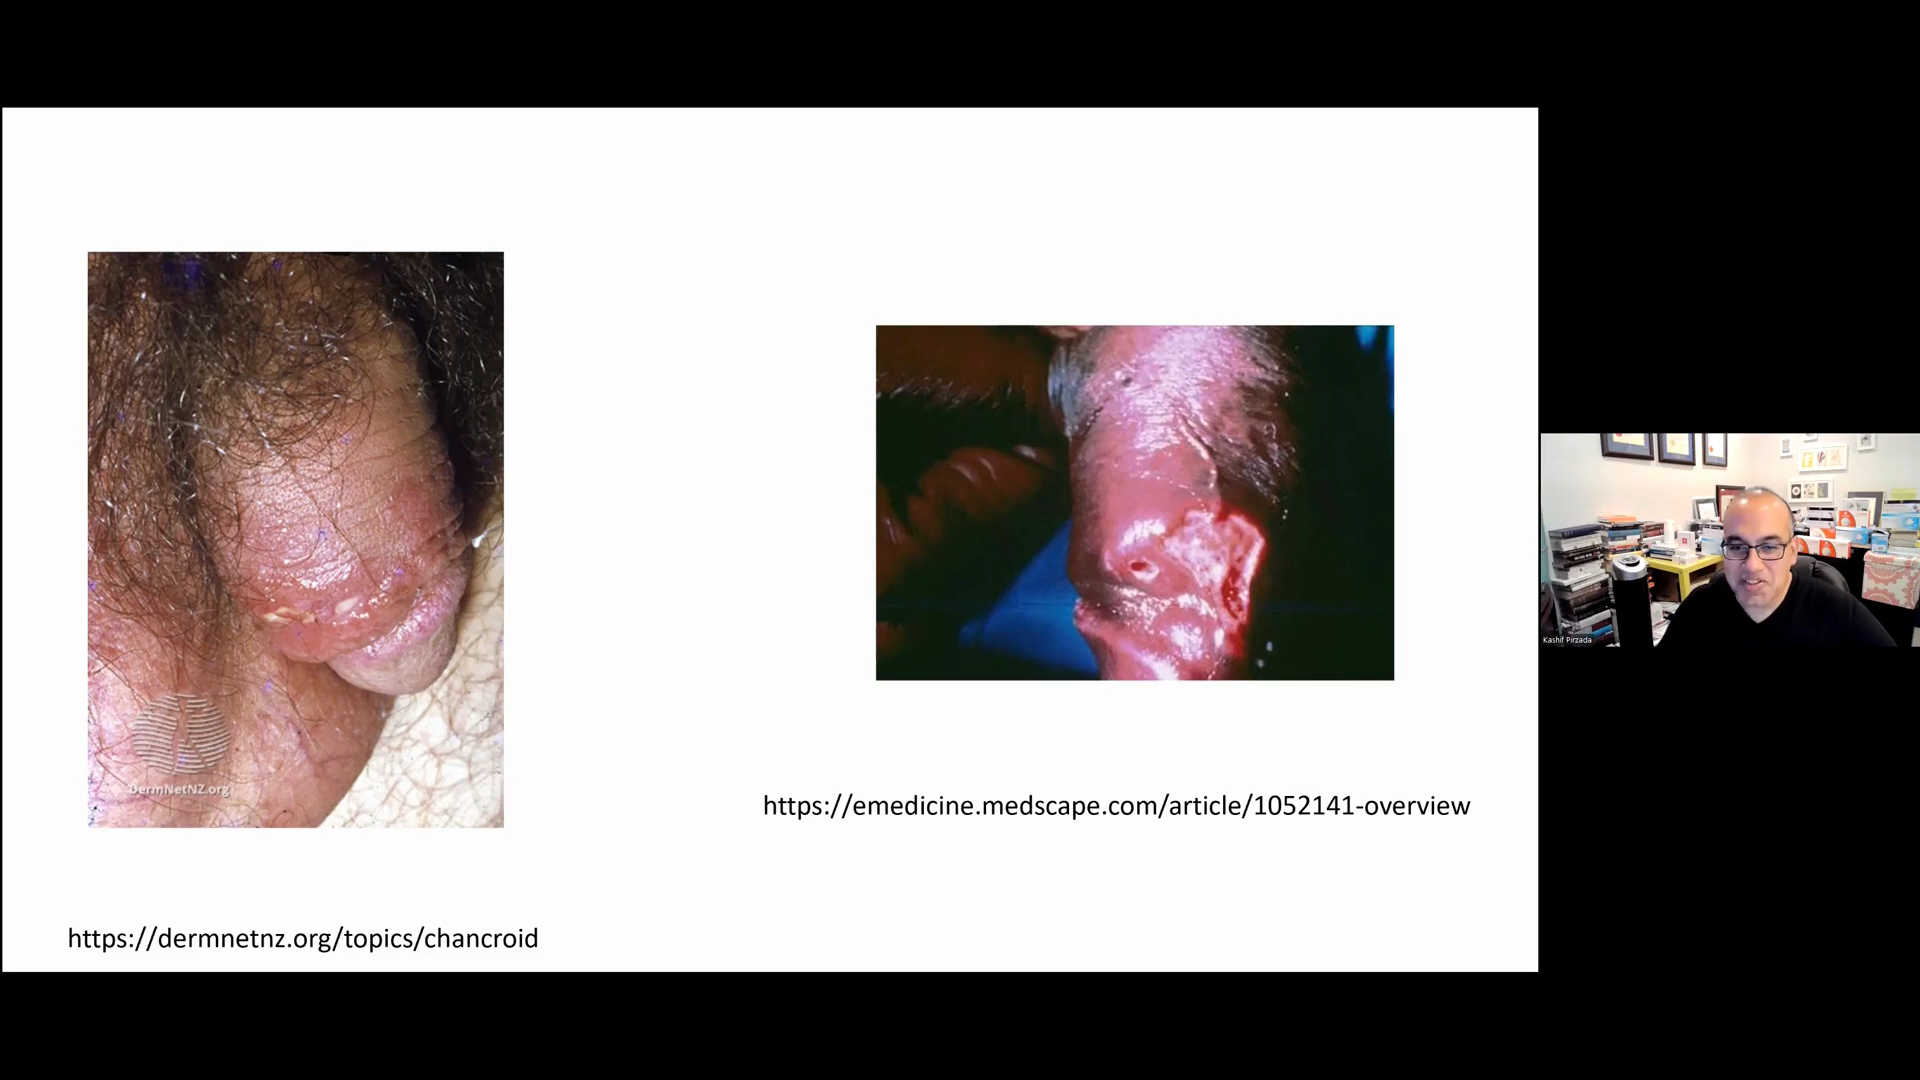 DermNetNZ.org
https://emedicine.medscape.com/article/1052141-overview
https://dermnetnz.org/topics/chancroid
Kashif Pirzada